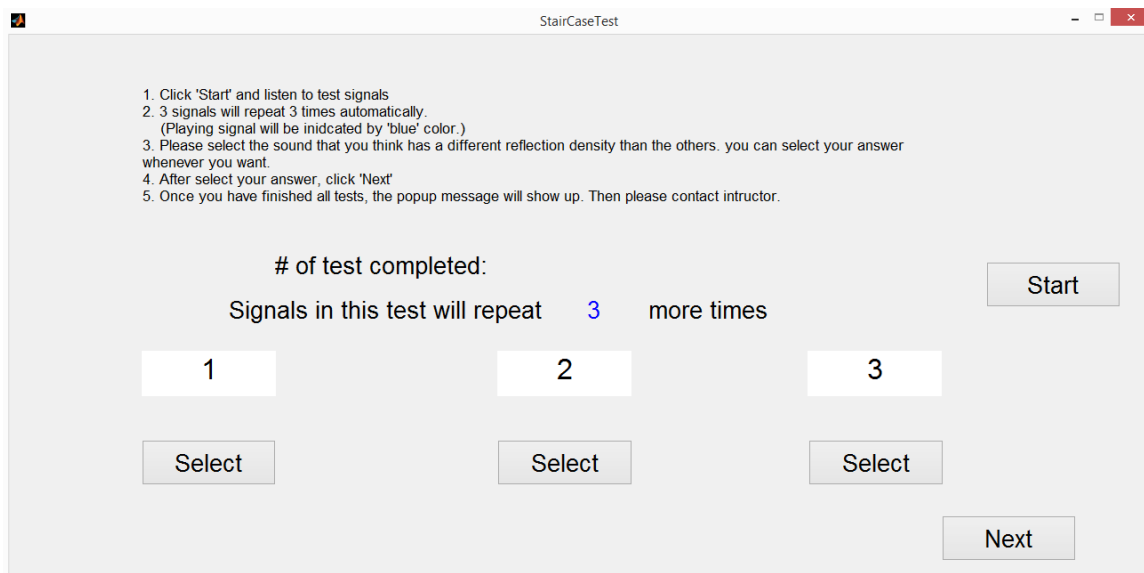 StairCaseTest
1. Click 'Start' and listen to test signals
2. 3 signals will repeat 3 times automatically.
(Playing signal will be inidcated by 'blue' color.)
3. Please select the sound that you think has a different reflection density than the others. you can select your answer
whenever you want.
4. After select your answer, click 'Next'
5. Once you have finished all tests, the popup message will show up. Then please contact intructor.
# of test completed:
Start
Signals in this test will repeat 3 more times
1 2 3
Select Select Select
Next